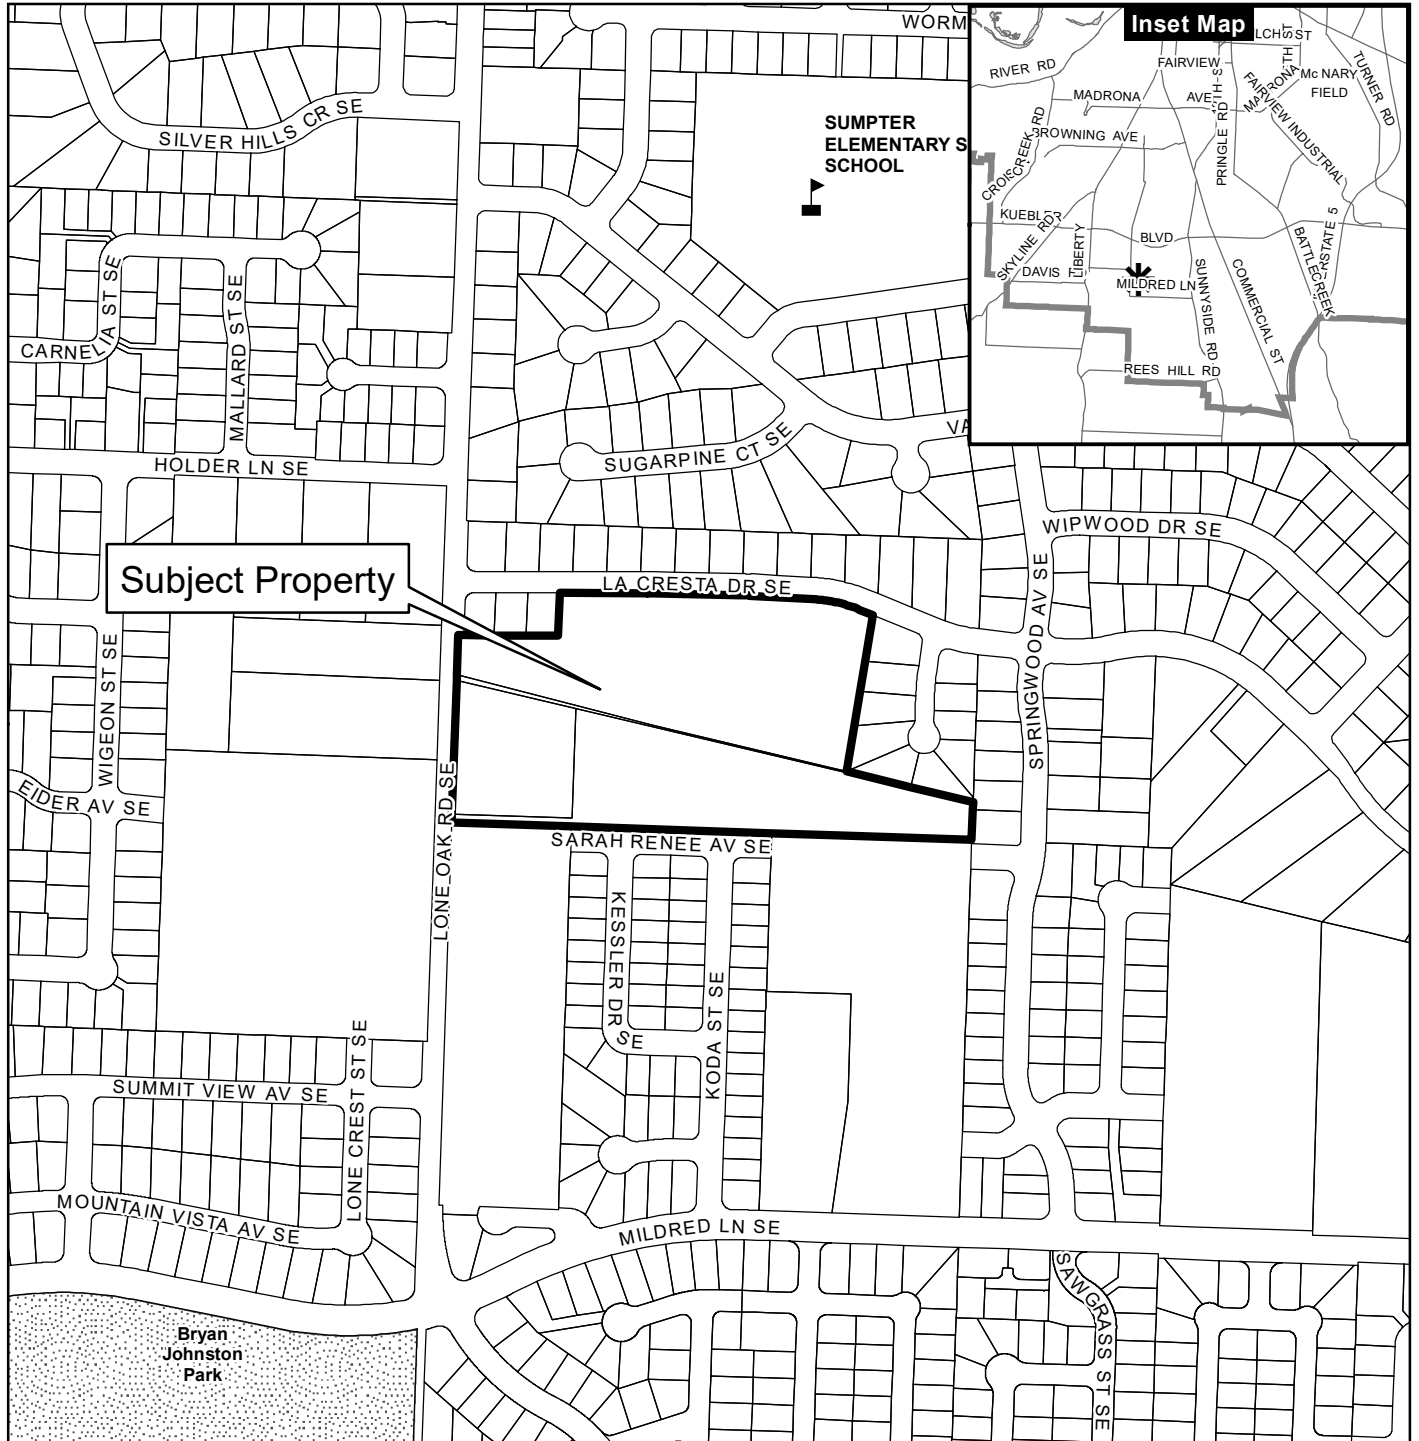 WORM
SUMPTER
ELEMENTARY S
SCHOOL
SILVER HILLS CR SE
CARNELIA ST SE
MALLARD ST SE
HOLDER LN SE
SUGARPINE CT SE
VA
WIPWOOD DR SE
Subject Property
LA CRESTA DR SE
SPRINGWOOD AV SE
WIGEON ST SE
EIDER AV SE
LONE OAK RD SE
SARAH RENEE AV SE
KESSLER DR SE
KODA ST SE
SUMMIT VIEW AV SE
LONE CREST ST SE
MOUNTAIN VISTA AV SE
MILDRED LN SE
SAWGRASS ST SE
Bryan
Johnston
Park
Inset Map
RIVER RD
FAIRVIEW
MADRONA
AVE
MADRONA
Mc NARY
FIELD
TURNER RD
FAIRVIEW INDUSTRIAL
BROWNING AVE
PRINGLE RD
CREEK RD
KUEBLER
BLVD
SKYLINE RD
LIBERTY
DAVIS
MILDRED LN
SUNNYSIDE RD
COMMERCIAL ST
BATTLECREEK
ERSTATE 5
REES HILL RD